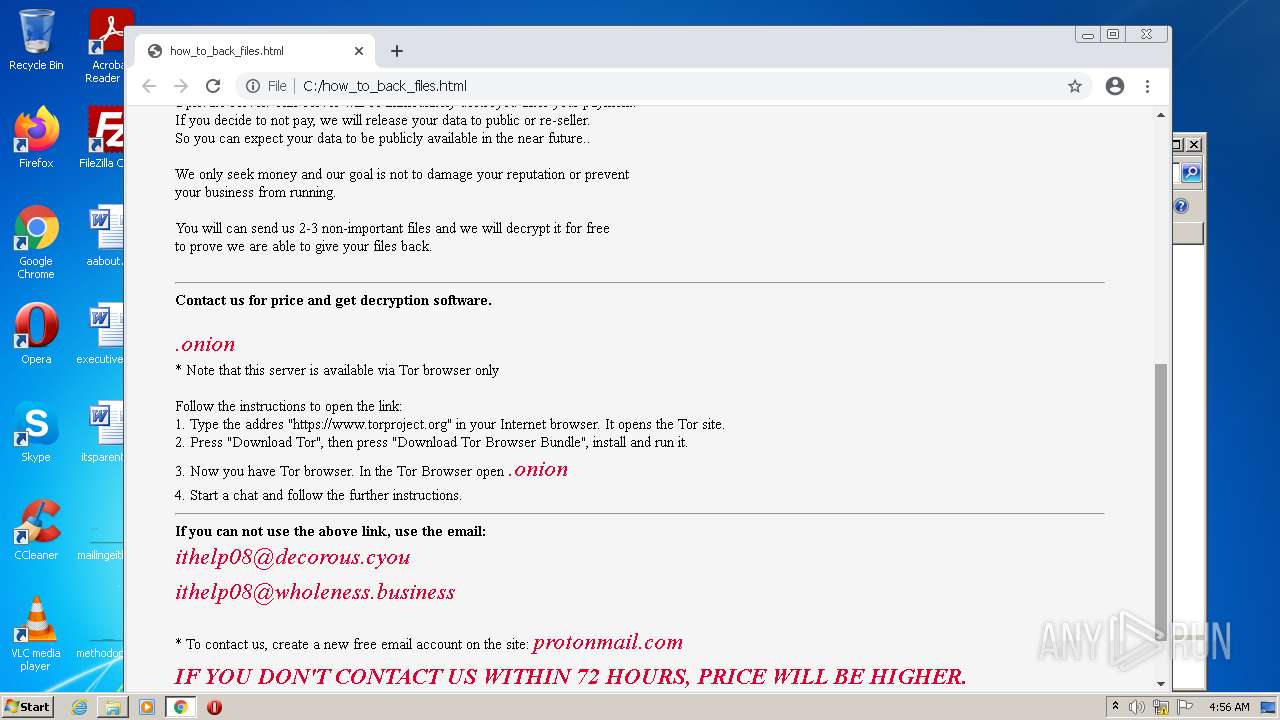 Recycle Bin
Acroba
Reader
Firefox
FileZilla C
Google
Chrome
aabout.
Opera
executive
Skype
itsparent
CCleaner
mailingeitl
VLC media
player
methodop
how_to_back_files.html
File
C:/how_to_back_files.html
If you decide to not pay, we will release your data to public or re-seller.
So you can expect your data to be publicly available in the near future..
We only seek money and our goal is not to damage your reputation or prevent
your business from running.
You will can send us 2-3 non-important files and we will decrypt it for free
to prove we are able to give your files back.
Contact us for price and get decryption software.
.onion
* Note that this server is available via Tor browser only
Follow the instructions to open the link:
1. Type the addres "https://www.torproject.org" in your Internet browser. It opens the Tor site.
2. Press "Download Tor", then press "Download Tor Browser Bundle", install and run it.
3. Now you have Tor browser. In the Tor Browser open .onion
4. Start a chat and follow the further instructions.
If you can not use the above link, use the email:
ithelp08@decorous.cyou
ithelp08@wholeness.business
* To contact us, create a new free email account on the site: protonmail.com
IF YOU DON'T CONTACT US WITHIN 72 HOURS, PRICE WILL BE HIGHER.
ANY RUN
Start
4:56 AM